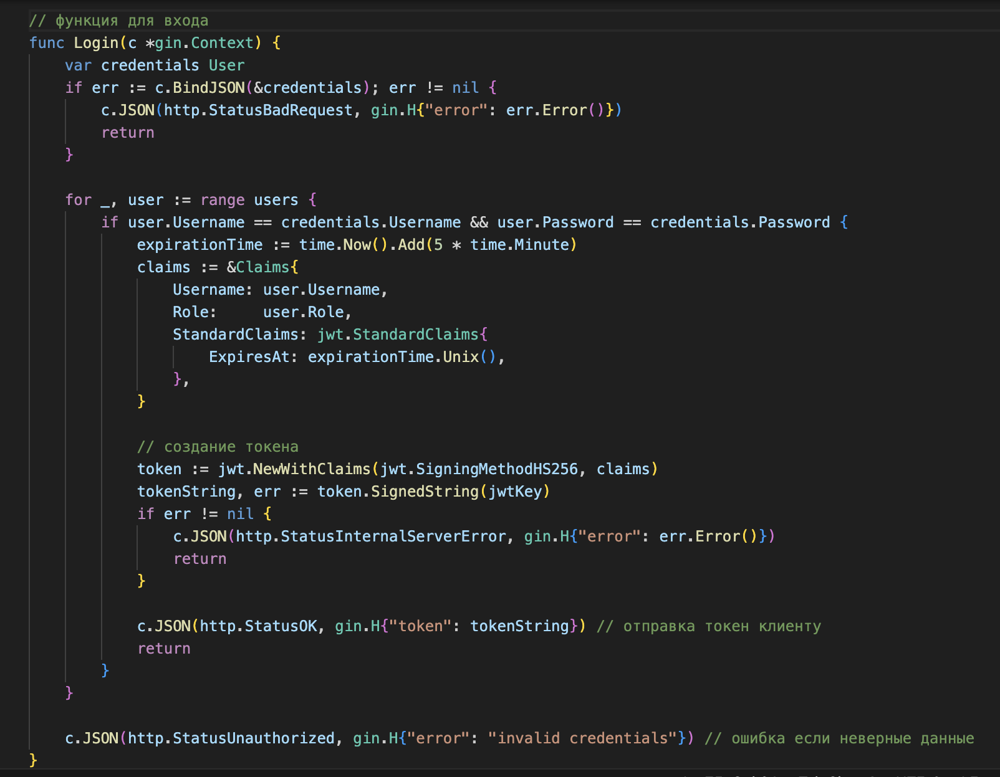 // функция для входа
func Login(c *gin.Context) {
    var credentials User
    if err := c.BindJSON(&credentials); err != nil {
        c.JSON(http.StatusBadRequest, gin.H{"error": err.Error()})
        return
    }

    for _, user := range users {
        if user.Username == credentials.Username && user.Password == credentials.Password {
            expirationTime := time.Now().Add(5 * time.Minute)
            claims := &Claims{
                Username: user.Username,
                Role:     user.Role,
                StandardClaims: jwt.StandardClaims{
                    ExpiresAt: expirationTime.Unix(),
                },
            }

            // создание токена
            token := jwt.NewWithClaims(jwt.SigningMethodHS256, claims)
            tokenString, err := token.SignedString(jwtKey)
            if err != nil {
                c.JSON(http.StatusInternalServerError, gin.H{"error": err.Error()})
                return
            }

            c.JSON(http.StatusOK, gin.H{"token": tokenString}) // отправка токен клиенту
            return
        }
    }

    c.JSON(http.StatusUnauthorized, gin.H{"error": "invalid credentials"}) // ошибка если неверные данные
}